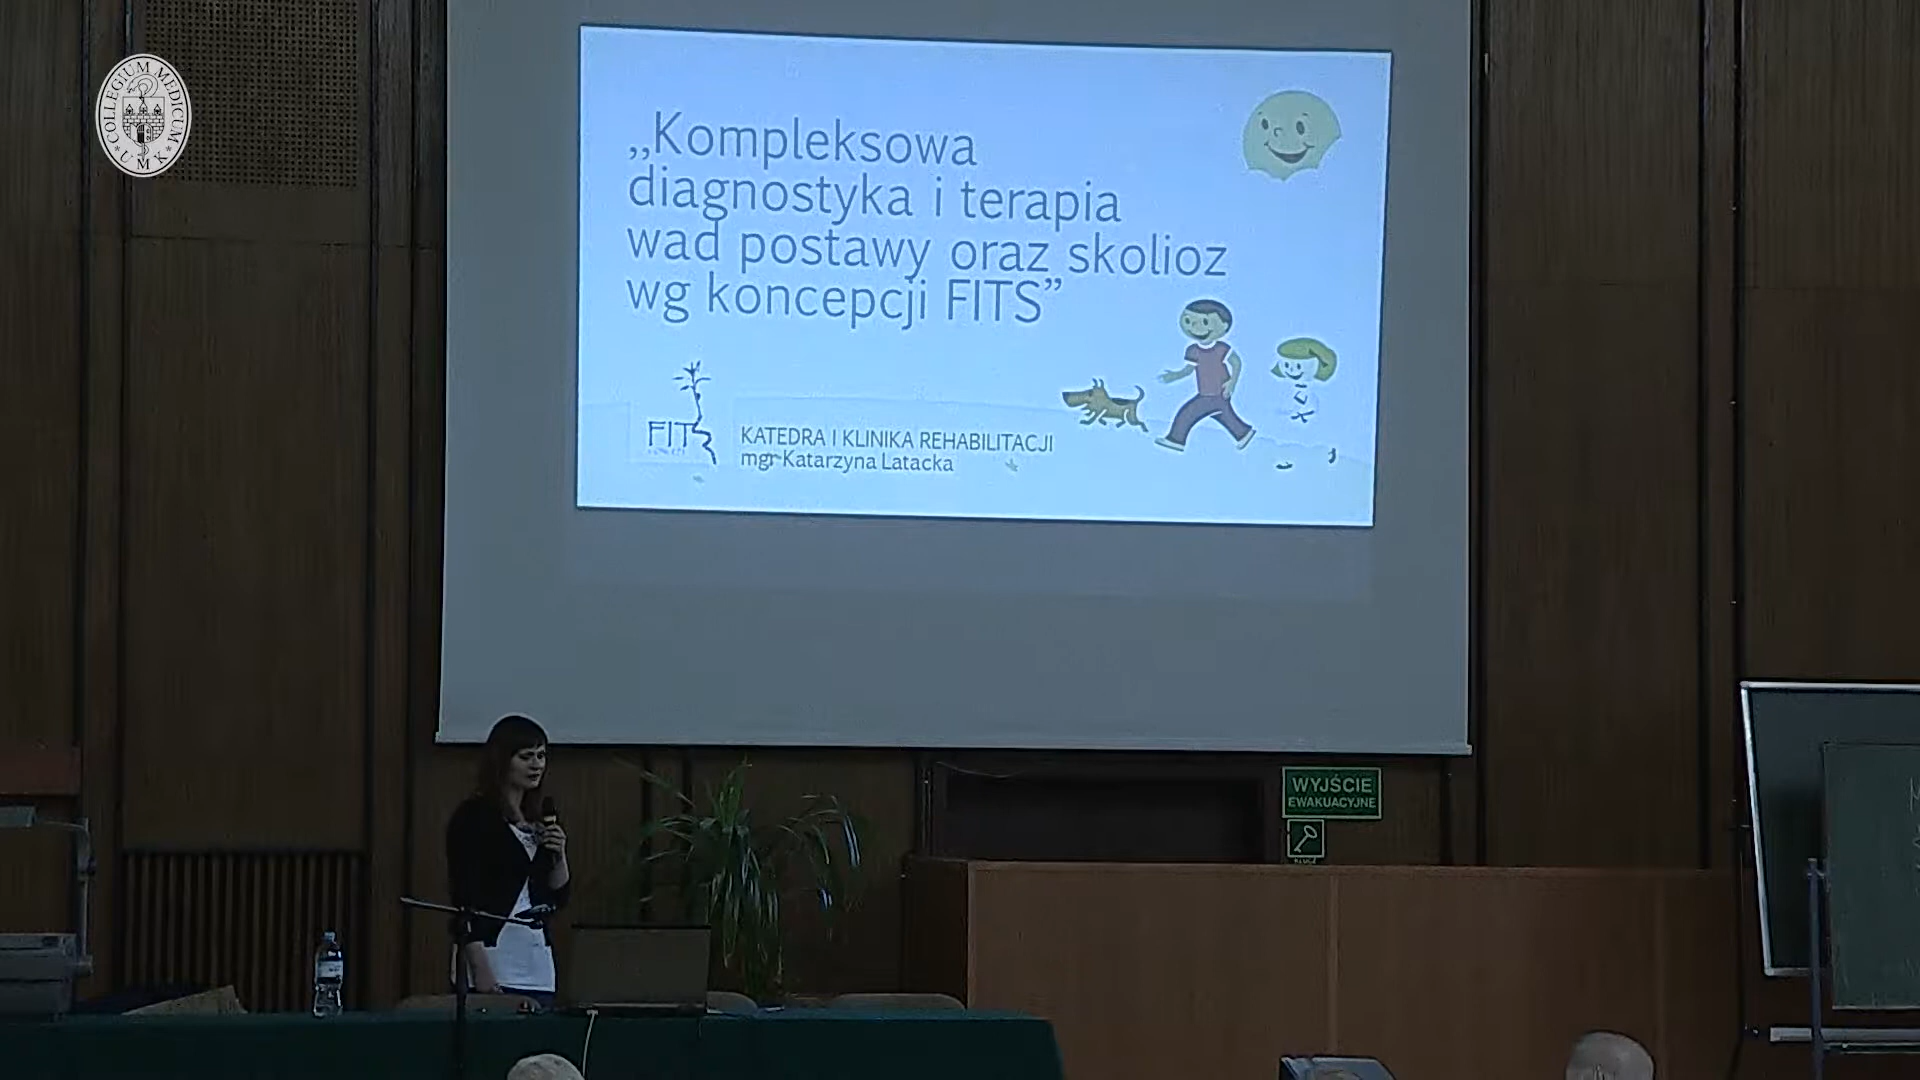 COLLEGIUM MEDICUM
* UMK *
„Kompleksowa
diagnostyka i terapia
wad postawy oraz skolioz
wg koncepcji FITS”
FITS
KATEDRA I KLINIKA REHABILITACJI
mgr Katarzyna Latacka
WYJŚCIE
EWAKUACYJNE
KLUCZ